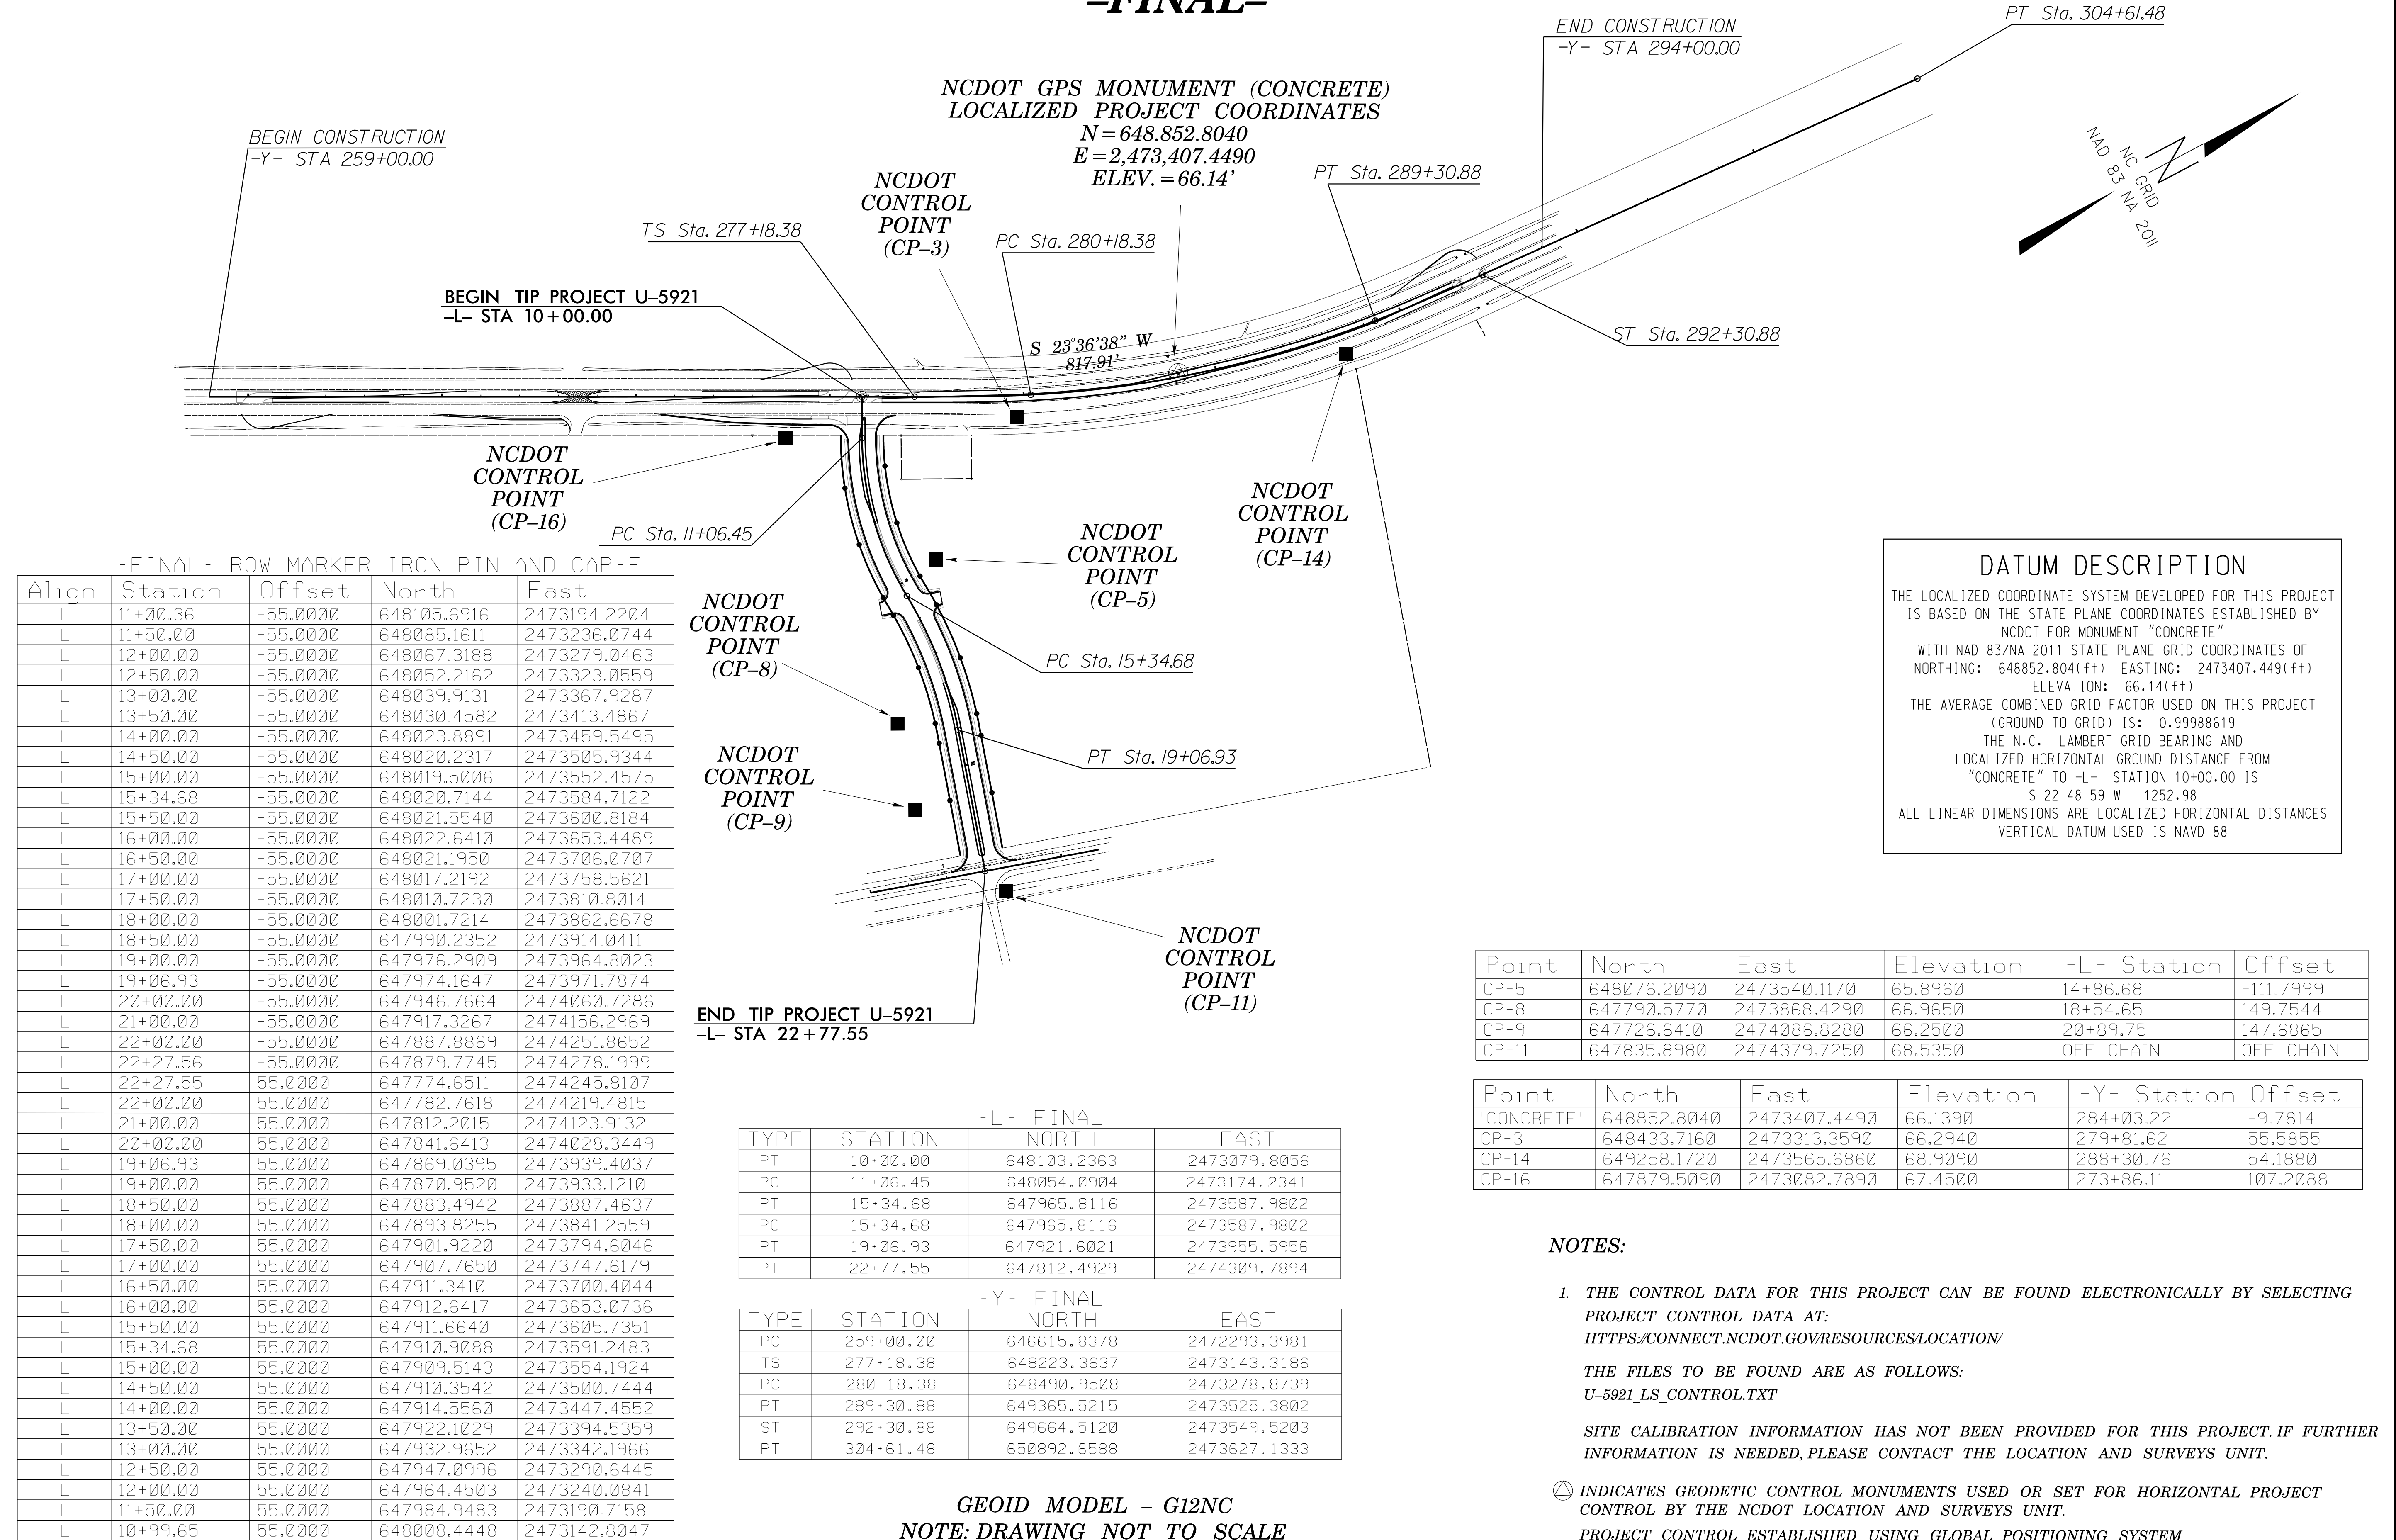 -FINAL-
PT Sta. 304+61.48
END CONSTRUCTION
-Y- STA 294+00.00
NCDOT GPS MONUMENT (CONCRETE)
LOCALIZED PROJECT COORDINATES
N=648.852.8040
E=2,473,407.4490
ELEV.=66.14'
BEGIN CONSTRUCTION
-Y- STA 259+00.00
NC GRID
NAD 83 NA 2011
NCDOT
CONTROL
POINT
(CP-3)
PT Sta. 289+30.88
TS Sta. 277+18.38
PC Sta. 280+18.38
BEGIN TIP PROJECT U-5921
-L- STA 10+00.00
S 23°36'38" W
817.91'
ST Sta. 292+30.88
NCDOT
CONTROL
POINT
(CP-16)
NCDOT
CONTROL
POINT
(CP-14)
PC Sta. 11+06.45
NCDOT
CONTROL
POINT
(CP-5)
NCDOT
CONTROL
POINT
(CP-8)
PC Sta. 15+34.68
NCDOT
CONTROL
POINT
(CP-9)
PT Sta. 19+06.93
NCDOT
CONTROL
POINT
(CP-11)
END TIP PROJECT U-5921
-L- STA 22+77.55
DATUM DESCRIPTION
THE LOCALIZED COORDINATE SYSTEM DEVELOPED FOR THIS PROJECT
IS BASED ON THE STATE PLANE COORDINATES ESTABLISHED BY
NCDOT FOR MONUMENT "CONCRETE"
WITH NAD 83/NA 2011 STATE PLANE GRID COORDINATES OF
NORTHING: 648852.804(ft) EASTING: 2473407.449(ft)
ELEVATION: 66.14(ft)
THE AVERAGE COMBINED GRID FACTOR USED ON THIS PROJECT
(GROUND TO GRID) IS: 0.99988619
THE N.C. LAMBERT GRID BEARING AND
LOCALIZED HORIZONTAL GROUND DISTANCE FROM
"CONCRETE" TO -L- STATION 10+00.00 IS
S 22 48 59 W 1252.98
ALL LINEAR DIMENSIONS ARE LOCALIZED HORIZONTAL DISTANCES
VERTICAL DATUM USED IS NAVD 88
-FINAL- ROW MARKER IRON PIN AND CAP-E
Align Station Offset North East
L 11+00.36 -55.0000 648105.6916 2473194.2204
L 11+50.00 -55.0000 648085.1611 2473236.0744
L 12+00.00 -55.0000 648067.3188 2473279.0463
L 12+50.00 -55.0000 648052.2162 2473323.0559
L 13+00.00 -55.0000 648039.9131 2473367.9287
L 13+50.00 -55.0000 648030.4582 2473413.4867
L 14+00.00 -55.0000 648023.8891 2473459.5495
L 14+50.00 -55.0000 648020.2317 2473505.9344
L 15+00.00 -55.0000 648019.5006 2473552.4575
L 15+34.68 -55.0000 648020.7144 2473584.7122
L 15+50.00 -55.0000 648021.5540 2473600.8184
L 16+00.00 -55.0000 648022.6410 2473653.4489
L 16+50.00 -55.0000 648021.1950 2473706.0707
L 17+00.00 -55.0000 648017.2192 2473758.5621
L 17+50.00 -55.0000 648010.7230 2473810.8014
L 18+00.00 -55.0000 648001.7214 2473862.6678
L 18+50.00 -55.0000 647990.2352 2473914.0411
L 19+00.00 -55.0000 647976.2909 2473964.8023
L 19+06.93 -55.0000 647974.1647 2473971.7874
L 20+00.00 -55.0000 647946.7664 2474060.7286
L 21+00.00 -55.0000 647917.3267 2474156.2969
L 22+00.00 -55.0000 647887.8869 2474251.8652
L 22+27.56 -55.0000 647879.7745 2474278.1999
L 22+27.55 55.0000 647774.6511 2474245.8107
L 22+00.00 55.0000 647782.7618 2474219.4815
L 21+00.00 55.0000 647812.2015 2474123.9132
L 20+00.00 55.0000 647841.6413 2474028.3449
L 19+06.93 55.0000 647869.0395 2473939.4037
L 19+00.00 55.0000 647870.9520 2473933.1210
L 18+50.00 55.0000 647883.4942 2473887.4637
L 18+00.00 55.0000 647893.8255 2473841.2559
L 17+50.00 55.0000 647901.9220 2473794.6046
L 17+00.00 55.0000 647907.7650 2473747.6179
L 16+50.00 55.0000 647911.3410 2473700.4044
L 16+00.00 55.0000 647912.6417 2473653.0736
L 15+50.00 55.0000 647911.6640 2473605.7351
L 15+34.68 55.0000 647910.9088 2473591.2483
L 15+00.00 55.0000 647909.5143 2473554.1924
L 14+50.00 55.0000 647910.3542 2473500.7444
L 14+00.00 55.0000 647914.5560 2473447.4552
L 13+50.00 55.0000 647922.1029 2473394.5359
L 13+00.00 55.0000 647932.9652 2473342.1966
L 12+50.00 55.0000 647947.0996 2473290.6445
L 12+00.00 55.0000 647964.4503 2473240.0841
L 11+50.00 55.0000 647984.9483 2473190.7158
L 10+99.65 55.0000 648008.4448 2473142.8047
-L- FINAL
TYPE STATION NORTH EAST
PT 10+00.00 648103.2363 2473079.8056
PC 11+06.45 648054.0904 2473174.2341
PT 15+34.68 647965.8116 2473587.9802
PC 15+34.68 647965.8116 2473587.9802
PT 19+06.93 647921.6021 2473955.5956
PT 22+77.55 647812.4929 2474309.7894
-Y- FINAL
TYPE STATION NORTH EAST
PC 259+00.00 646615.8378 2472293.3981
TS 277+18.38 648223.3637 2473143.3186
PC 280+18.38 648490.9508 2473278.8739
PT 289+30.88 649365.5215 2473525.3802
ST 292+30.88 649664.5120 2473549.5203
PT 304+61.48 650892.6588 2473627.1333
GEOID MODEL - G12NC
NOTE: DRAWING NOT TO SCALE
Point North East Elevation -L- Station Offset
CP-5 648076.2090 2473540.1170 65.8960 14+86.68 -111.7999
CP-8 647790.5770 2473868.4290 66.9650 18+54.65 149.7544
CP-9 647726.6410 2474086.8280 66.2500 20+89.75 147.6865
CP-11 647835.8980 2474379.7250 68.5350 OFF CHAIN OFF CHAIN
Point North East Elevation -Y- Station Offset
"CONCRETE" 648852.8040 2473407.4490 66.1390 284+03.22 -9.7814
CP-3 648433.7160 2473313.3590 66.2940 279+81.62 55.5855
CP-14 649258.1720 2473565.6860 68.9090 288+30.76 54.1880
CP-16 647879.5090 2473082.7890 67.4500 273+86.11 107.2088
NOTES:
1. THE CONTROL DATA FOR THIS PROJECT CAN BE FOUND ELECTRONICALLY BY SELECTING
PROJECT CONTROL DATA AT:
HTTPS://CONNECT.NCDOT.GOV/RESOURCES/LOCATION/
THE FILES TO BE FOUND ARE AS FOLLOWS:
U-5921_LS_CONTROL.TXT
SITE CALIBRATION INFORMATION HAS NOT BEEN PROVIDED FOR THIS PROJECT. IF FURTHER
INFORMATION IS NEEDED, PLEASE CONTACT THE LOCATION AND SURVEYS UNIT.
INDICATES GEODETIC CONTROL MONUMENTS USED OR SET FOR HORIZONTAL PROJECT
CONTROL BY THE NCDOT LOCATION AND SURVEYS UNIT.
PROJECT CONTROL ESTABLISHED USING GLOBAL POSITIONING SYSTEM.